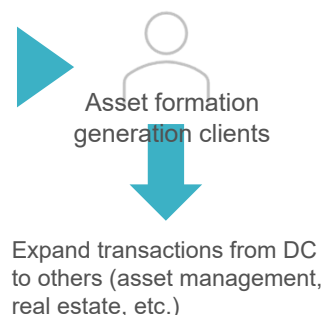 Asset formation
generation clients
Expand transactions from DC
to others (asset management,
real estate, etc.)